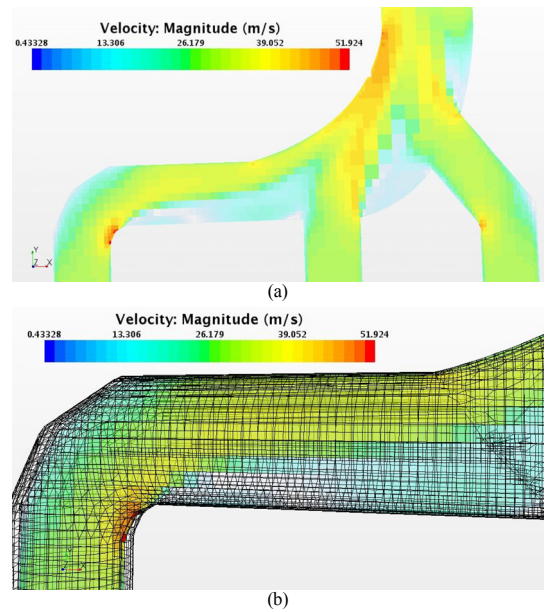 Velocity: Magnitude (m/s)
0.43328 13.306 26.179 39.052 51.924
Y
Z X
(a)
Velocity: Magnitude (m/s)
0.43328 13.306 26.179 39.052 51.924
(b)